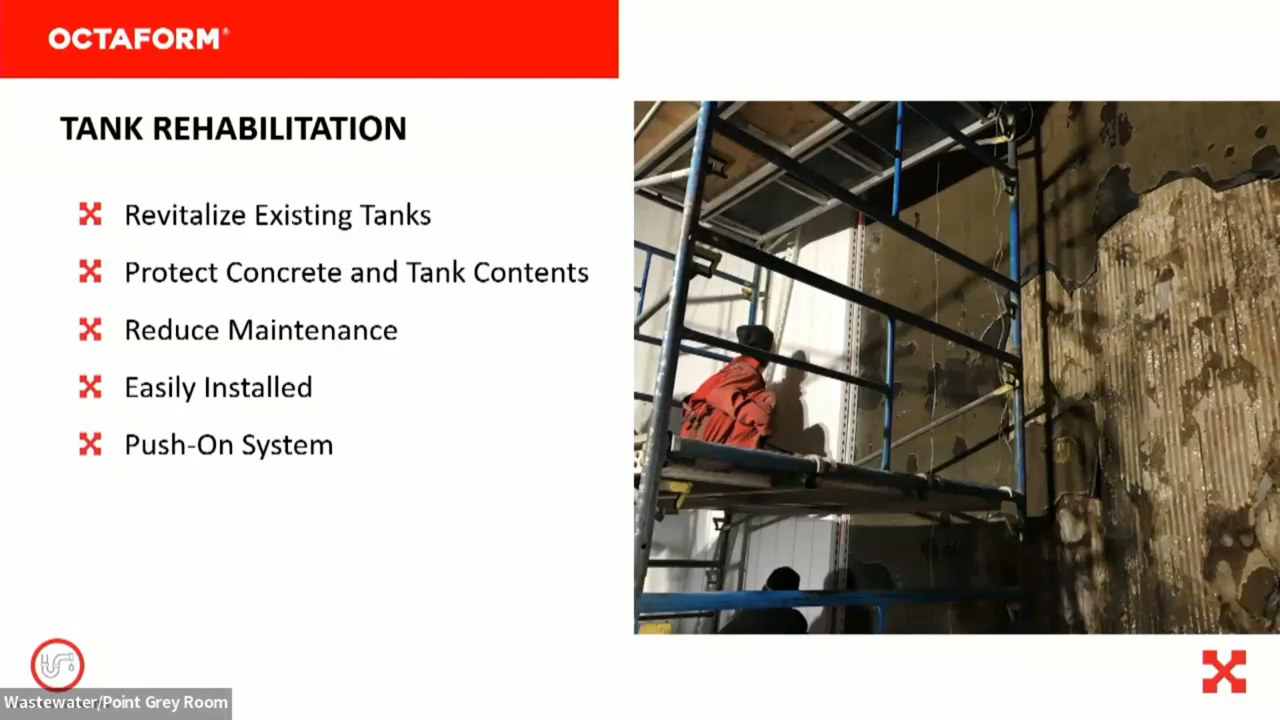 OCTAFORM®
TANK REHABILITATION
Revitalize Existing Tanks
Protect Concrete and Tank Contents
Reduce Maintenance
Easily Installed
Push-On System
Wastewater/Point Grey Room